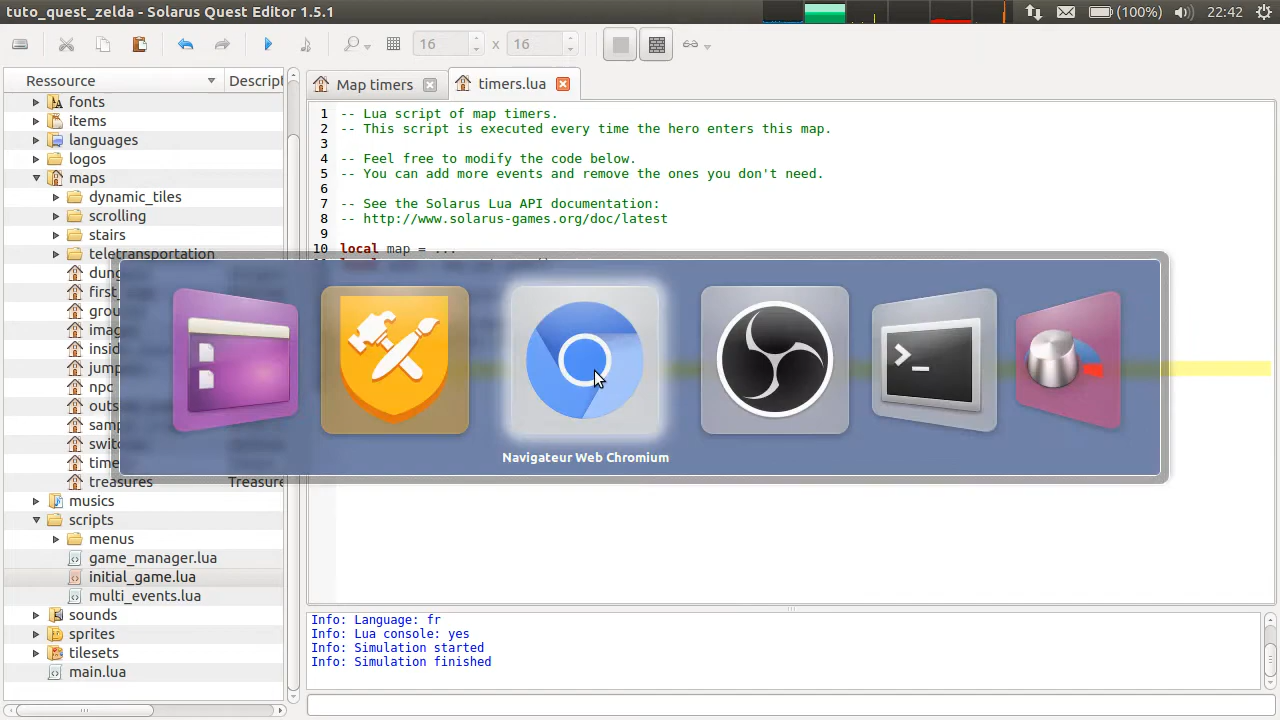 tuto_quest_zelda - Solarus Quest Editor 1.5.1
(100%) 22:42
16 x 16
Ressource Descript
Map timers timers.lua
fonts
items
languages
logos
maps
dynamic_tiles
scrolling
stairs
teletransportation
musics
scripts
menus
game_manager.lua
initial_game.lua
multi_events.lua
sounds
sprites
tilesets
main.lua
treasures Treasure
1 -- Lua script of map timers.
2 -- This script is executed every time the hero enters this map.
3
4 -- Feel free to modify the code below.
5 -- You can add more events and remove the ones you don't need.
6
7 -- See the Solarus Lua API documentation:
8 -- http://www.solarus-games.org/doc/latest
9
10 local map = ...
Navigateur Web Chromium
Info: Language: fr
Info: Lua console: yes
Info: Simulation started
Info: Simulation finished